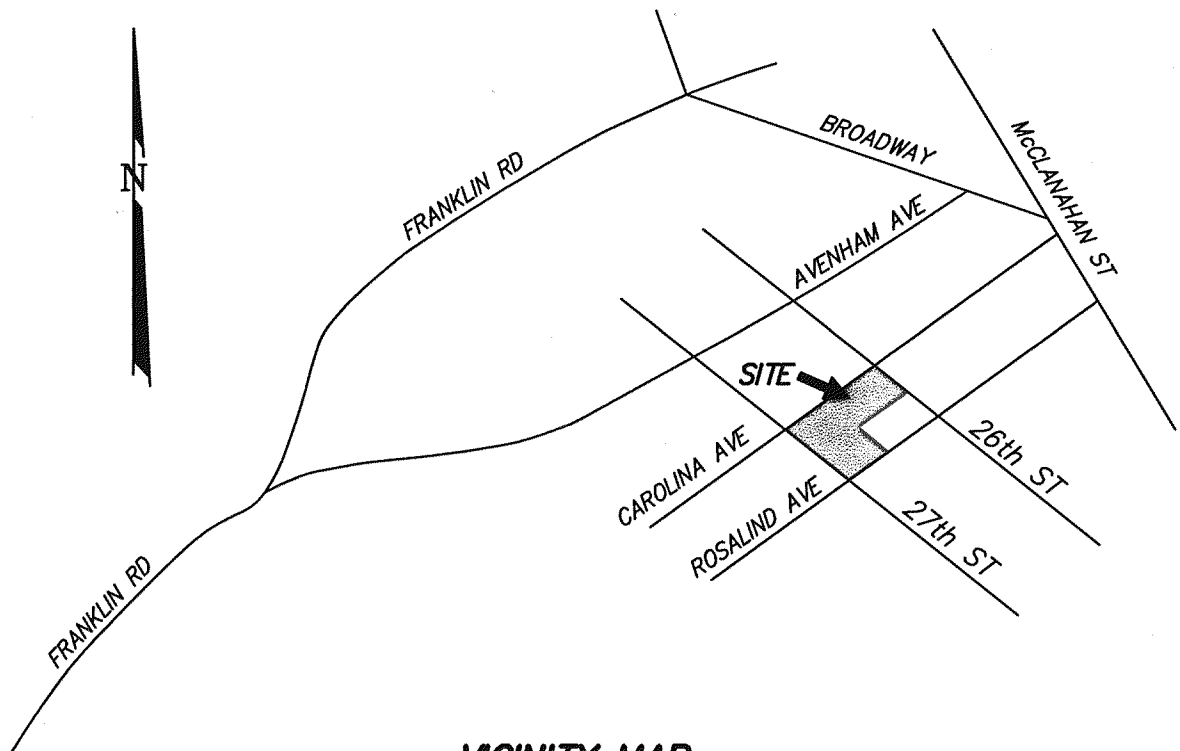 BROADWAY
McCLANAHAN ST
N
FRANKLIN RD
AVENHAM AVE
SITE
CAROLINA AVE
26th ST
ROSALIND AVE
27th ST
FRANKLIN RD
VICINITY MAP